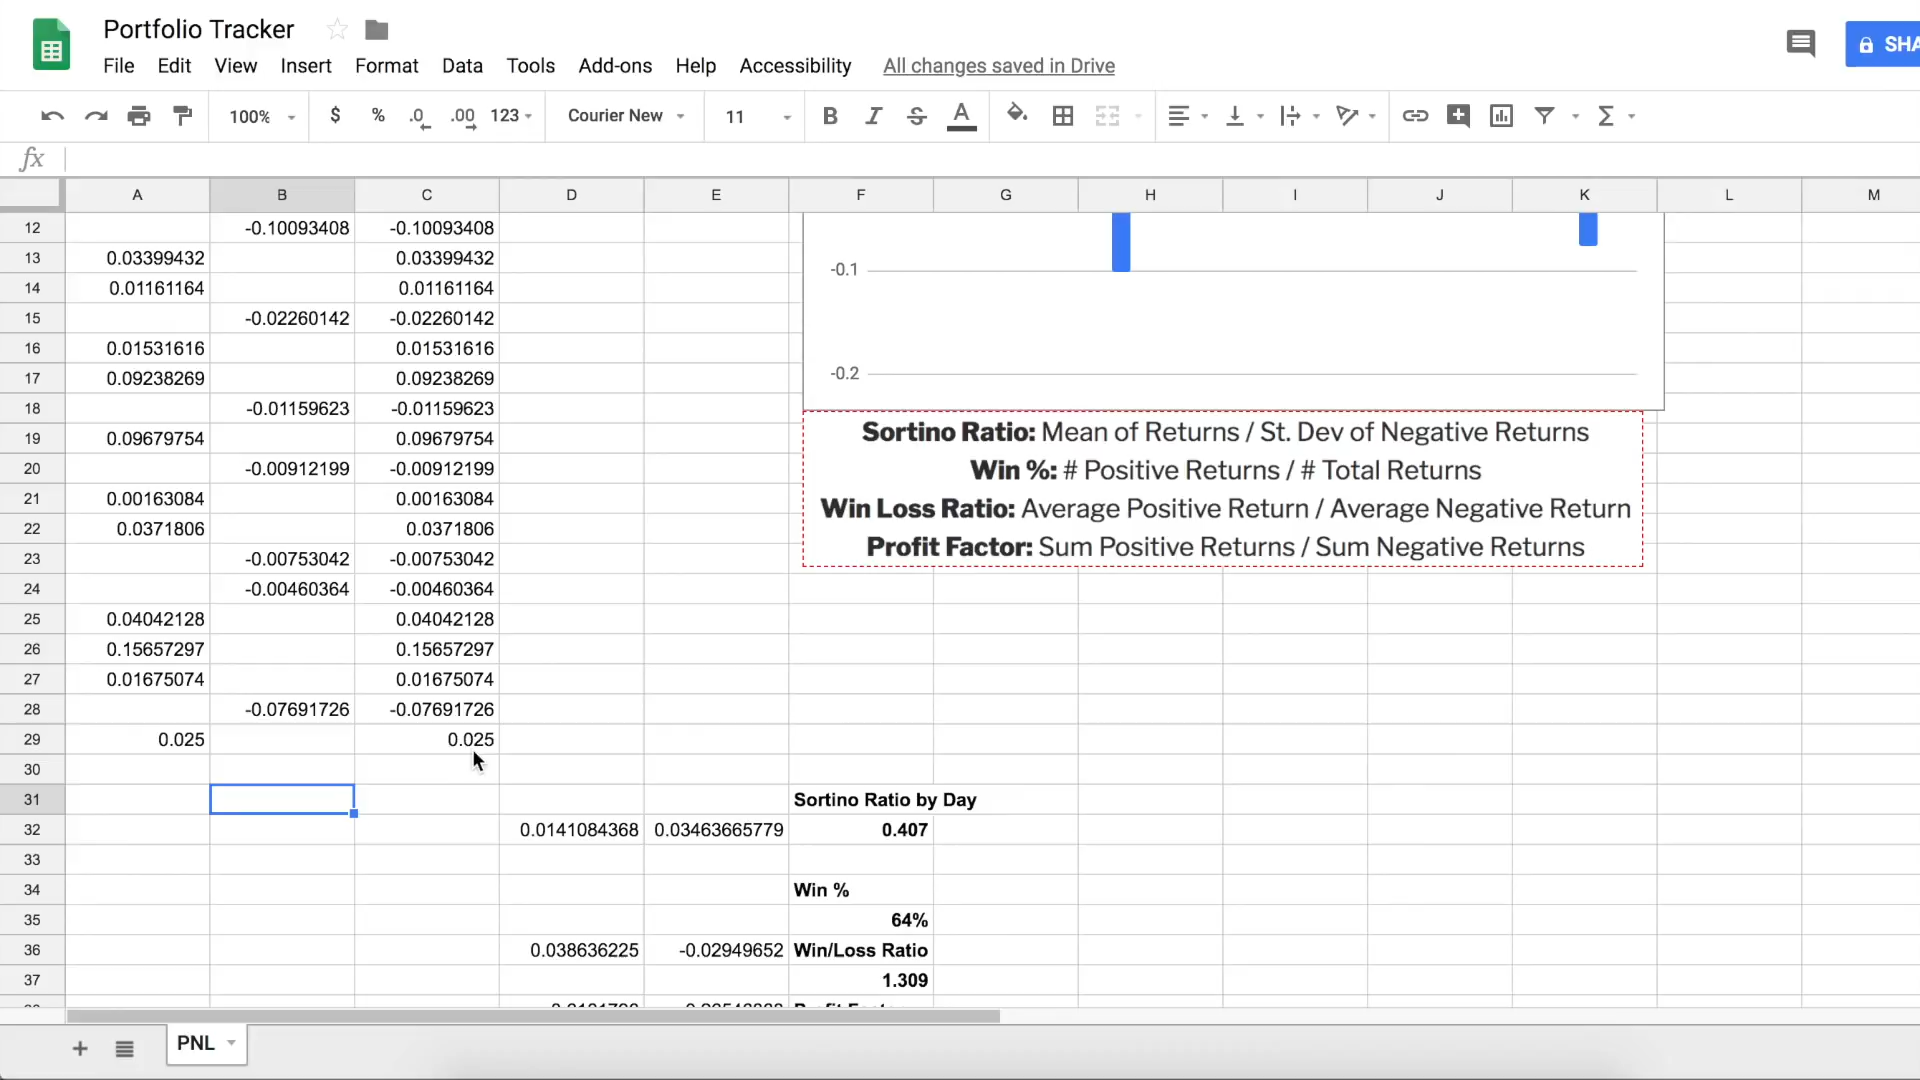 Portfolio Tracker
File Edit View Insert Format Data Tools Add-ons Help Accessibility All changes saved in Drive
100% $ % .0 .00 123 Courier New 11 B I S A
fx
A B C D E F G H I J K L M
12 -0.10093408 -0.10093408
13 0.03399432 0.03399432
14 0.01161164 0.01161164
15 -0.02260142 -0.02260142
16 0.01531616 0.01531616
17 0.09238269 0.09238269
18 -0.01159623 -0.01159623
19 0.09679754 0.09679754
20 -0.00912199 -0.00912199
21 0.00163084 0.00163084
22 0.0371806 0.0371806
23 -0.00753042 -0.00753042
24 -0.00460364 -0.00460364
25 0.04042128 0.04042128
26 0.15657297 0.15657297
27 0.01675074 0.01675074
28 -0.07691726 -0.07691726
29 0.025 0.025
30
31 Sortino Ratio by Day
32 0.0141084368 0.03463665779 0.407
33
34 Win %
35 64%
36 0.038636225 -0.02949652 Win/Loss Ratio
37 1.309
-0.1
-0.2
Sortino Ratio: Mean of Returns / St. Dev of Negative Returns
Win %: # Positive Returns / # Total Returns
Win Loss Ratio: Average Positive Return / Average Negative Return
Profit Factor: Sum Positive Returns / Sum Negative Returns
PNL